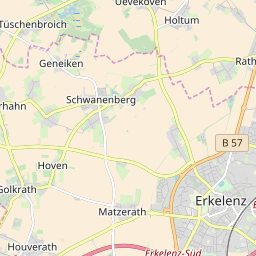 Uevekoven
Tüschenbroich
Holtum
Geneiken
Rath
Schwanenberg
rhahn
B 57
Hoven
Golkrath
Erkelenz
Matzerath
Houverath
Erkelenz-Süd